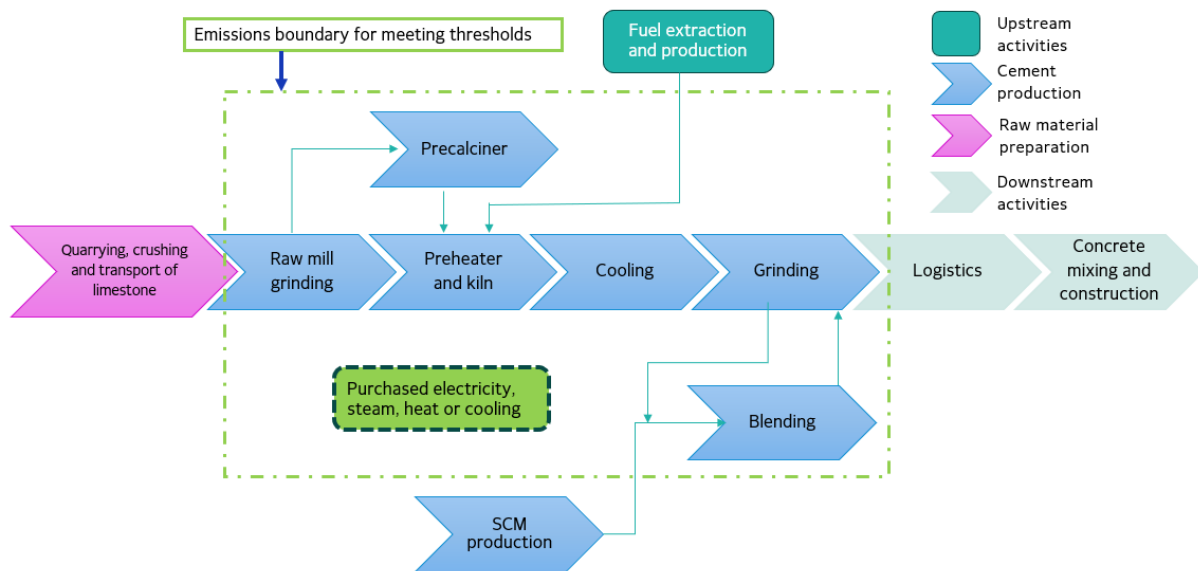 Emissions boundary for meeting thresholds
Fuel extraction
and production
Upstream
activities
Cement
production
Raw material
preparation
Downstream
activities
Precalciner
Quarrying, crushing
and transport of
limestone
Raw mill
grinding
Preheater
and kiln
Cooling
Grinding
Logistics
Concrete
mixing and
construction
Purchased electricity,
steam, heat or cooling
Blending
SCM
production